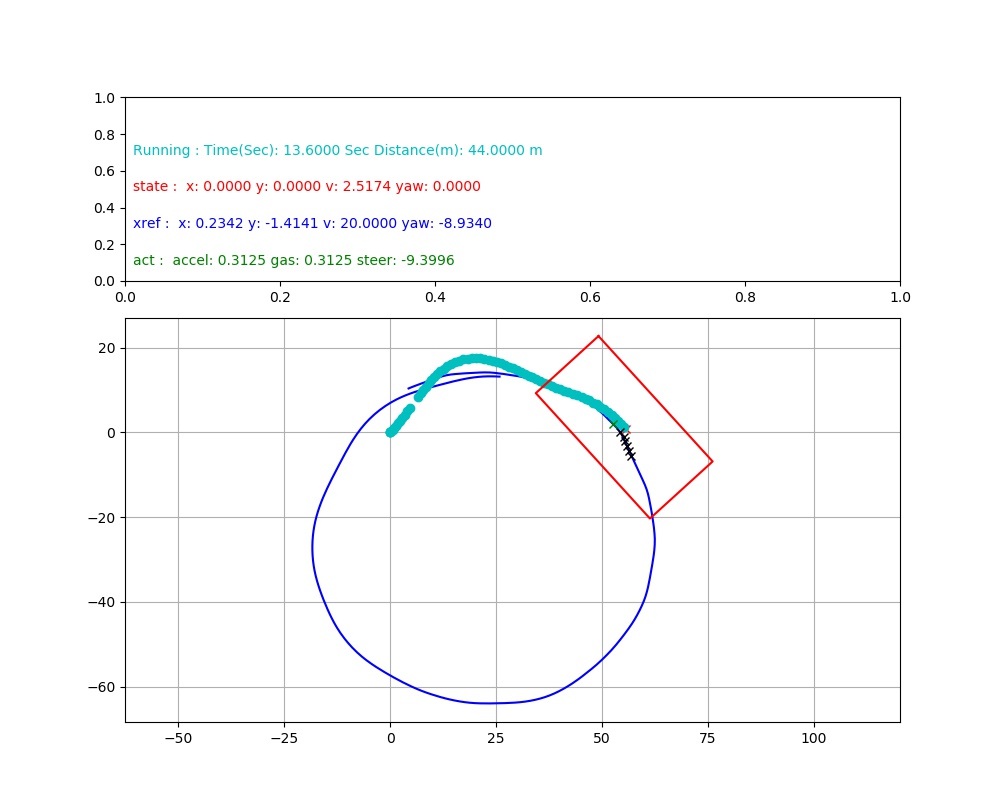 1.0
0.8
Running : Time(Sec): 13.6000 Sec Distance(m): 44.0000 m
0.6
state :  x: 0.0000 y: 0.0000 v: 2.5174 yaw: 0.0000
0.4
xref :  x: 0.2342 y: -1.4141 v: 20.0000 yaw: -8.9340
0.2
act :  accel: 0.3125 gas: 0.3125 steer: -9.3996
0.0
0.0 0.2 0.4 0.6 0.8 1.0
20
0
−20
−40
−60
−50 −25 0 25 50 75 100